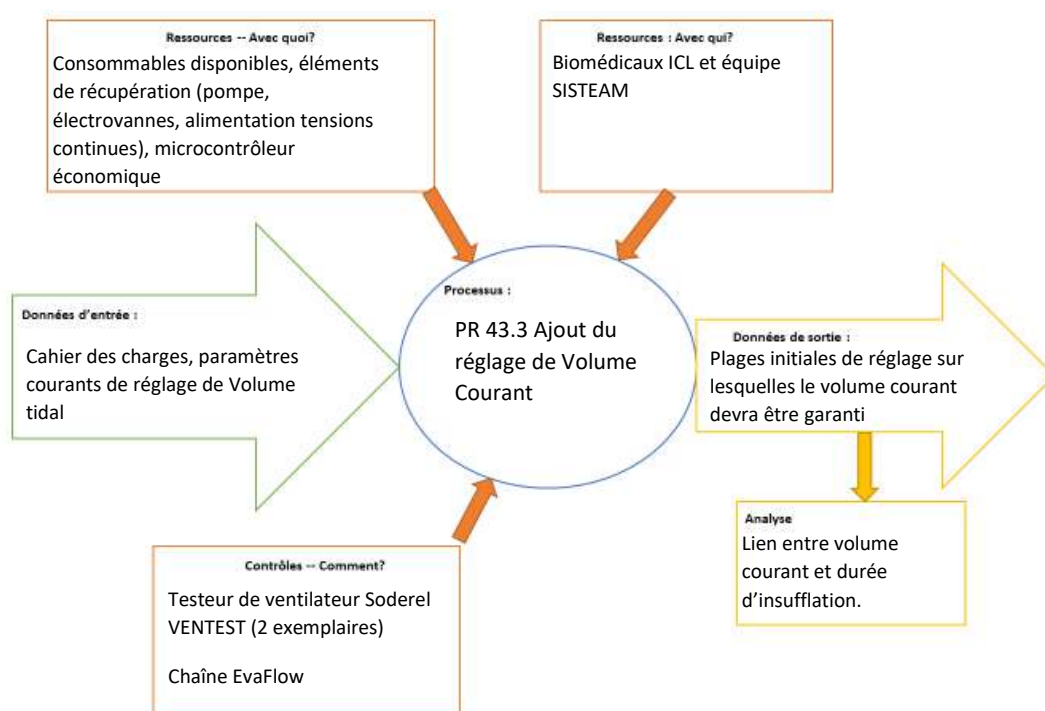 Ressources -- Avec quoi?
Consommables disponibles, éléments
de récupération (pompe,
électrovannes, alimentation tensions
continues), microcontrôleur
économique
Ressources : Avec qui?
Biomédicaux ICL et équipe
SISTEAM
Données d'entrée :
Cahier des charges, paramètres
courants de réglage de Volume
tidal
Processus :
PR 43.3 Ajout du
réglage de Volume
Courant
Données de sortie :
Plages initiales de réglage sur
lesquelles le volume courant
devra être garanti
Analyse
Lien entre volume
courant et durée
d’insufflation.
Contrôles -- Comment?
Testeur de ventilateur Soderel
VENTEST (2 exemplaires)
Chaîne EvaFlow